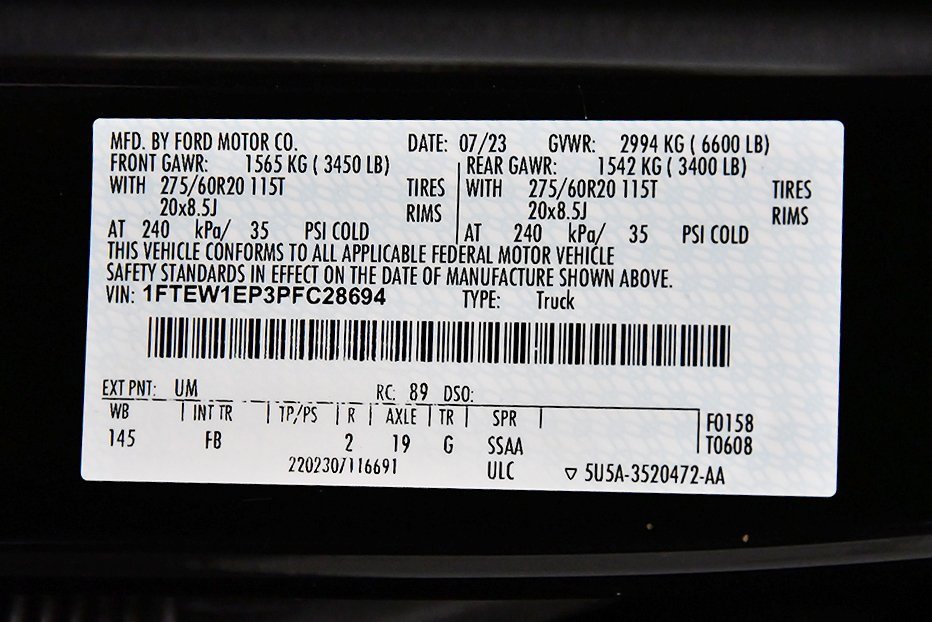 MFD. BY FORD MOTOR CO. DATE: 07/23 GVWR: 2994 KG ( 6600 LB)
FRONT GAWR: 1565 KG ( 3450 LB) REAR GAWR: 1542 KG ( 3400 LB)
WITH 275/60R20 115T TIRES WITH 275/60R20 115T TIRES
20x8.5J RIMS 20x8.5J RIMS
AT 240 kPa/ 35 PSI COLD AT 240 kPa/ 35 PSI COLD
THIS VEHICLE CONFORMS TO ALL APPLICABLE FEDERAL MOTOR VEHICLE
SAFETY STANDARDS IN EFFECT ON THE DATE OF MANUFACTURE SHOWN ABOVE.
VIN: 1FTEW1EP3PFC28694 TYPE: Truck
EXT PNT: UM RC: 89 DSO:
WB INT TR TP/PS R AXLE TR SPR F0158
145 FB 2 19 G SSAA T0608
220230/116691 ULC ▽ 5U5A-3520472-AA